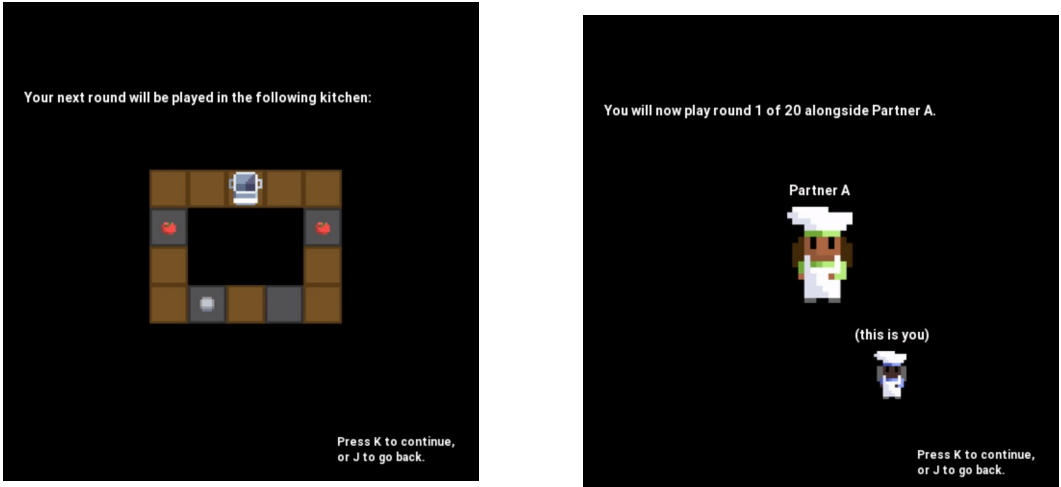 Your next round will be played in the following kitchen:
Press K to continue,
or J to go back.
You will now play round 1 of 20 alongside Partner A.
Partner A
(this is you)
Press K to continue,
or J to go back.